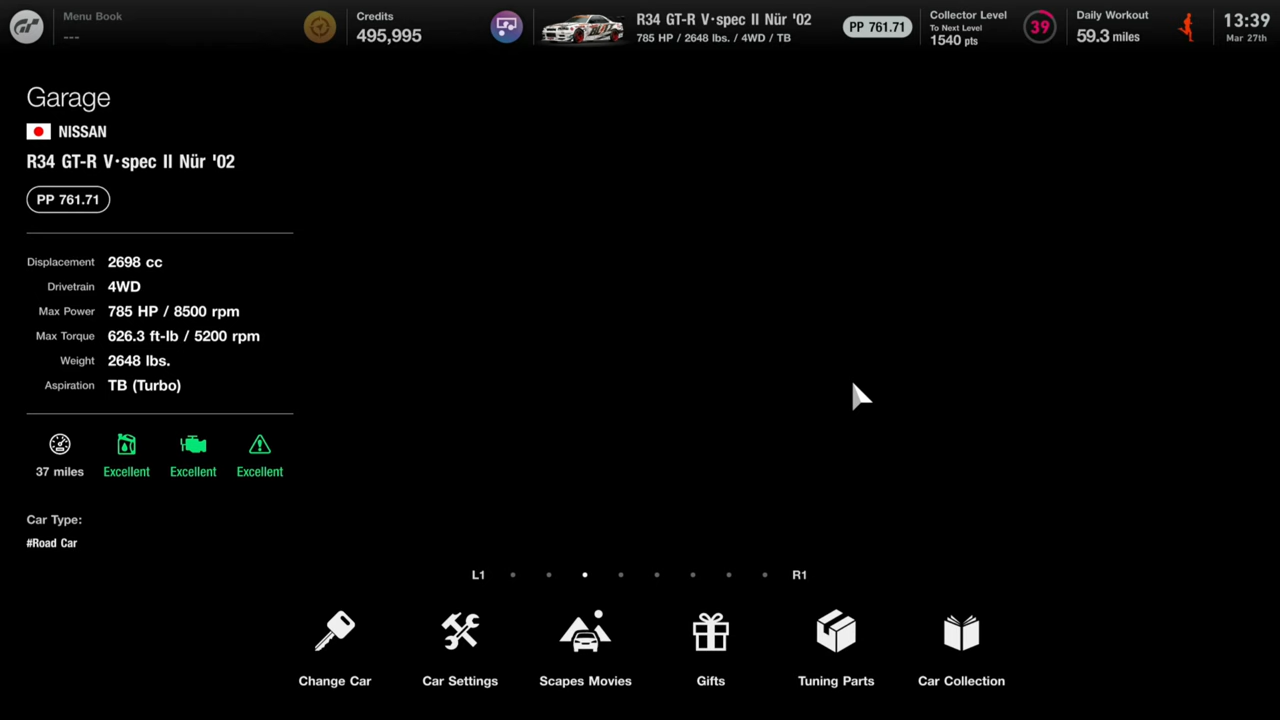 Menu Book
---
Credits
495,995
R34 GT-R V·spec II Nür '02
785 HP / 2648 lbs. / 4WD / TB
PP 761.71
Collector Level
To Next Level
1540 pts
39
Daily Workout
59.3 miles
13:39
Mar 27th
Garage
NISSAN
R34 GT-R V·spec II Nür '02
PP 761.71
Displacement 2698 cc
Drivetrain 4WD
Max Power 785 HP / 8500 rpm
Max Torque 626.3 ft-lb / 5200 rpm
Weight 2648 lbs.
Aspiration TB (Turbo)
37 miles Excellent Excellent Excellent
Car Type:
#Road Car
L1 R1
Change Car Car Settings Scapes Movies Gifts Tuning Parts Car Collection